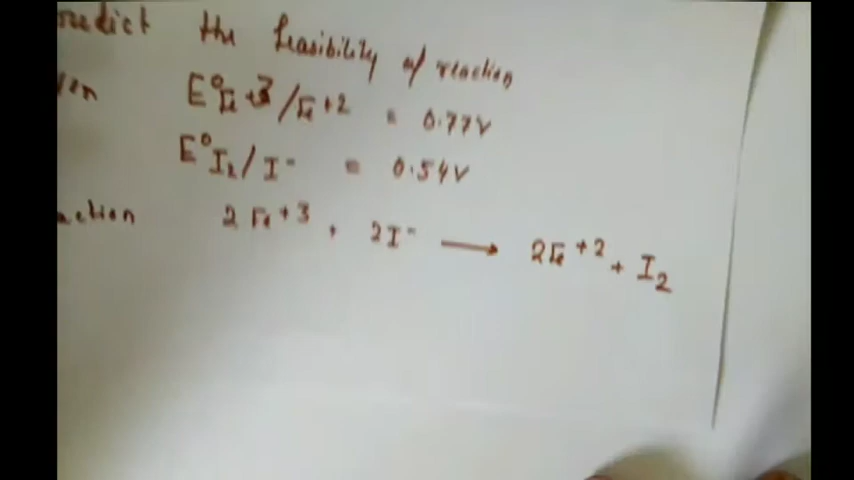 redict the feasibility of reaction
E°Fe+3/Fe+2 = 0.77V
E°I2/I- = 0.54V
action 2Fe+3 + 2I- → 2Fe+2 + I2